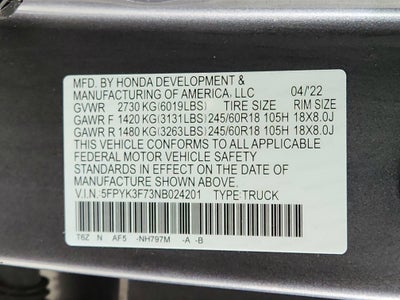 MFD. BY HONDA DEVELOPMENT &
MANUFACTURING OF AMERICA, LLC 04/'22
GVWR 2730 KG (6019LBS) TIRE SIZE RIM SIZE
GAWR F 1420 KG (3131LBS) 245/60R18 105H 18X8.0J
GAWR R 1480 KG (3263LBS) 245/60R18 105H 18X8.0J
THIS VEHICLE CONFORMS TO ALL APPLICABLE
FEDERAL MOTOR VEHICLE SAFETY
STANDARDS IN EFFECT ON THE DATE OF
MANUFACTURE SHOWN ABOVE.
V.I.N.:5FPYK3F73NB024201 TYPE:TRUCK
T6Z N AF5 -NH797M -A -B